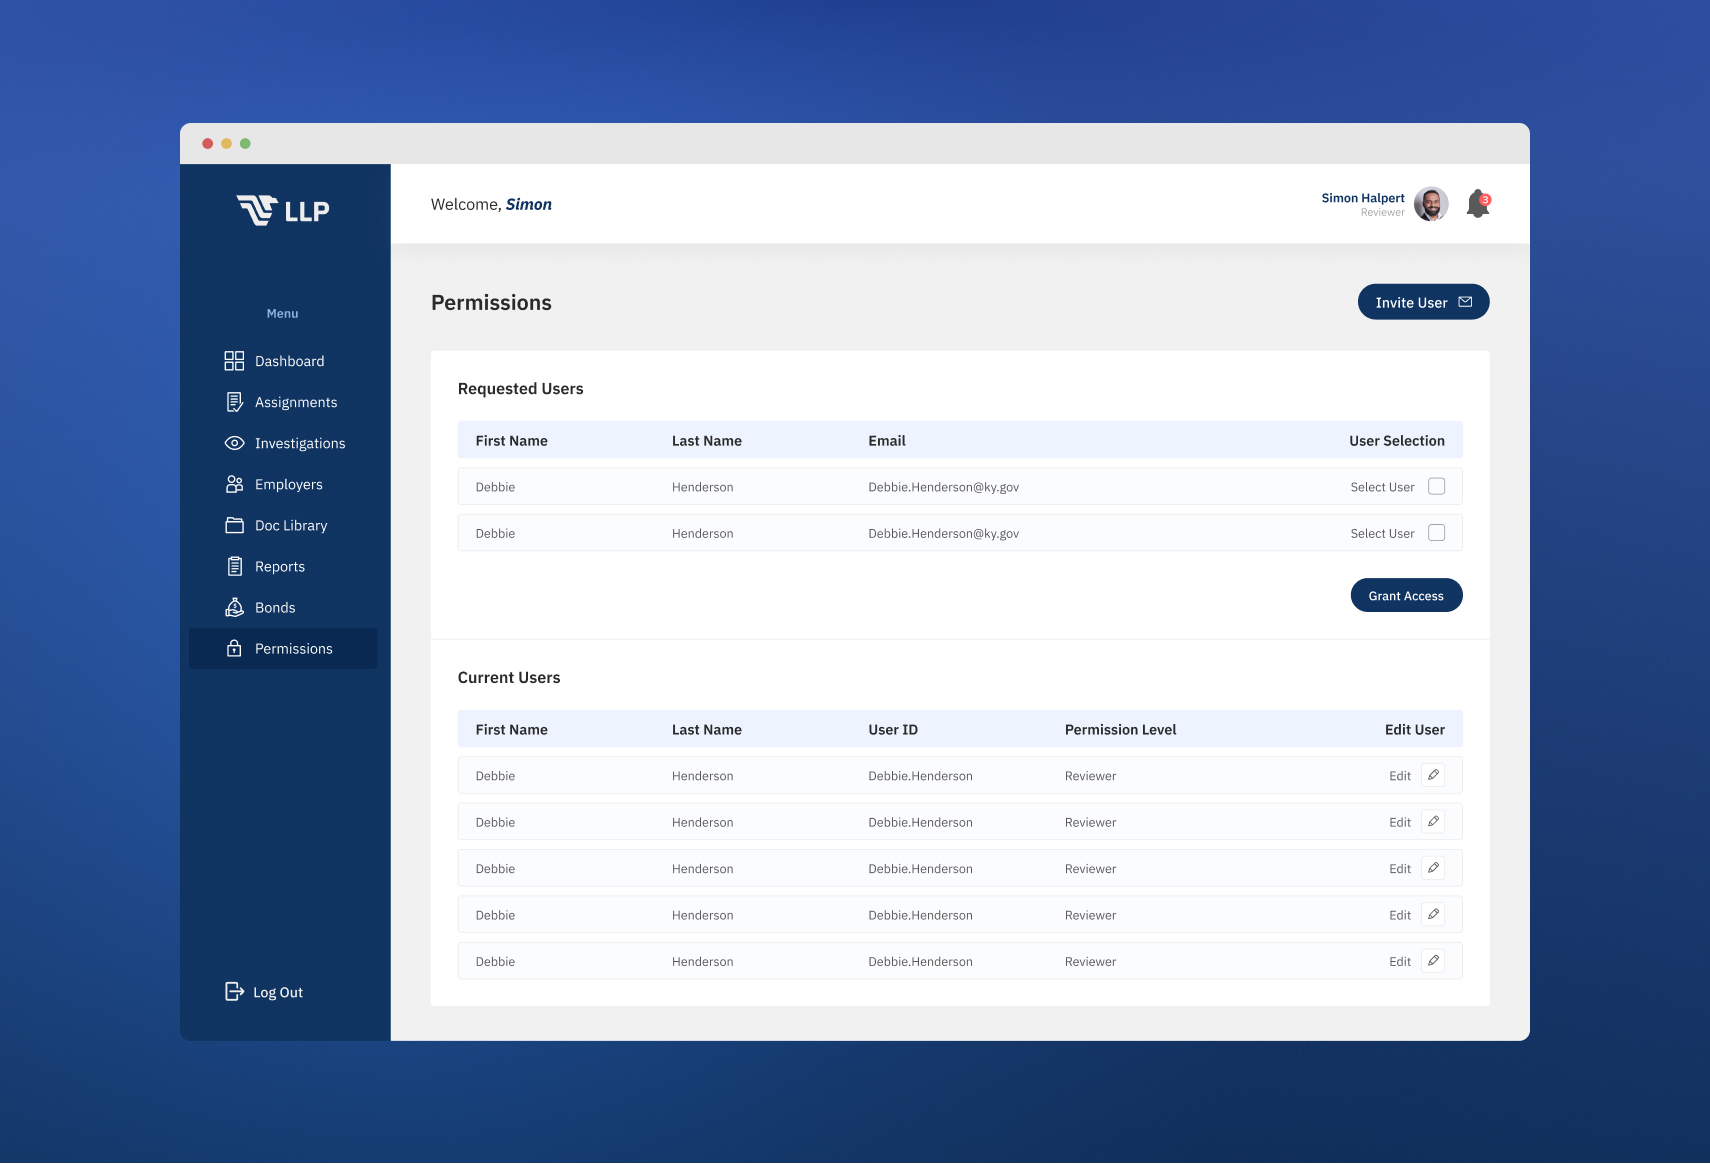 LLP
Welcome, Simon
Simon Halpert
Reviewer
3
Menu
Dashboard
Assignments
Investigations
Employers
Doc Library
Reports
Bonds
Permissions
Log Out
Permissions
Invite User
Requested Users
First Name Last Name Email User Selection
Debbie Henderson Debbie.Henderson@ky.gov Select User
Debbie Henderson Debbie.Henderson@ky.gov Select User
Grant Access
Current Users
First Name Last Name User ID Permission Level Edit User
Debbie Henderson Debbie.Henderson Reviewer Edit
Debbie Henderson Debbie.Henderson Reviewer Edit
Debbie Henderson Debbie.Henderson Reviewer Edit
Debbie Henderson Debbie.Henderson Reviewer Edit
Debbie Henderson Debbie.Henderson Reviewer Edit